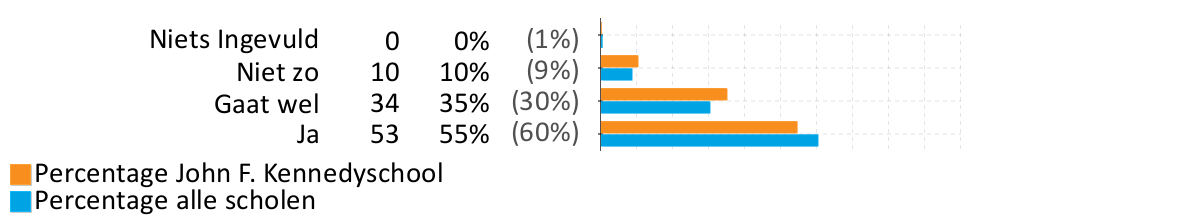 Niets Ingevuld 0 0% (1%)
Niet zo 10 10% (9%)
Gaat wel 34 35% (30%)
Ja 53 55% (60%)
Percentage John F. Kennedyschool
Percentage alle scholen